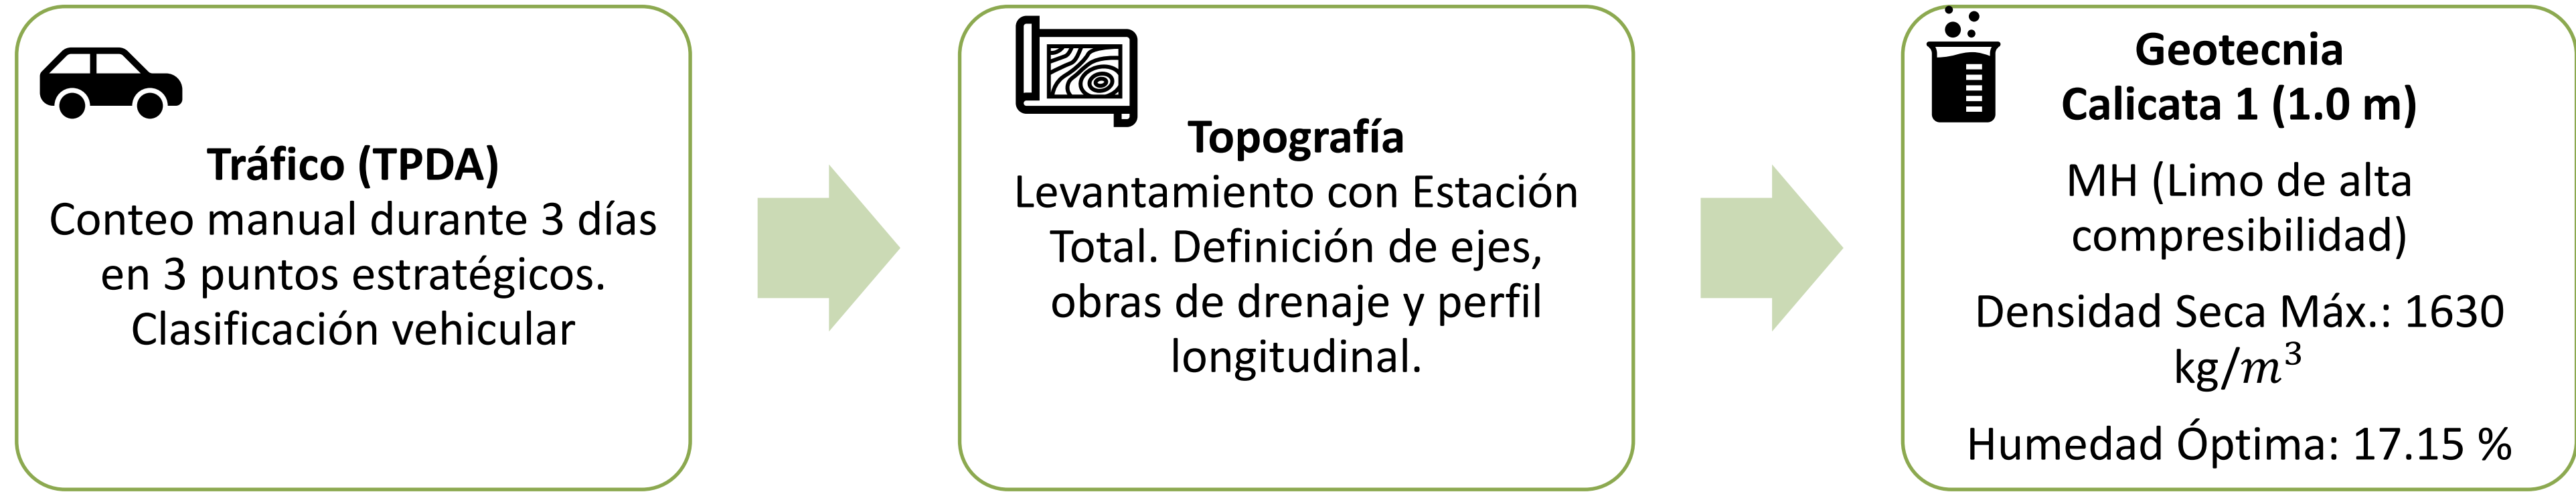 Tráfico (TPDA)
Conteo manual durante 3 días
en 3 puntos estratégicos.
Clasificación vehicular
Topografía
Levantamiento con Estación
Total. Definición de ejes,
obras de drenaje y perfil
longitudinal.
Geotecnia
Calicata 1 (1.0 m)
MH (Limo de alta
compresibilidad)
Densidad Seca Máx.: 1630
kg/m³
Humedad Óptima: 17.15 %